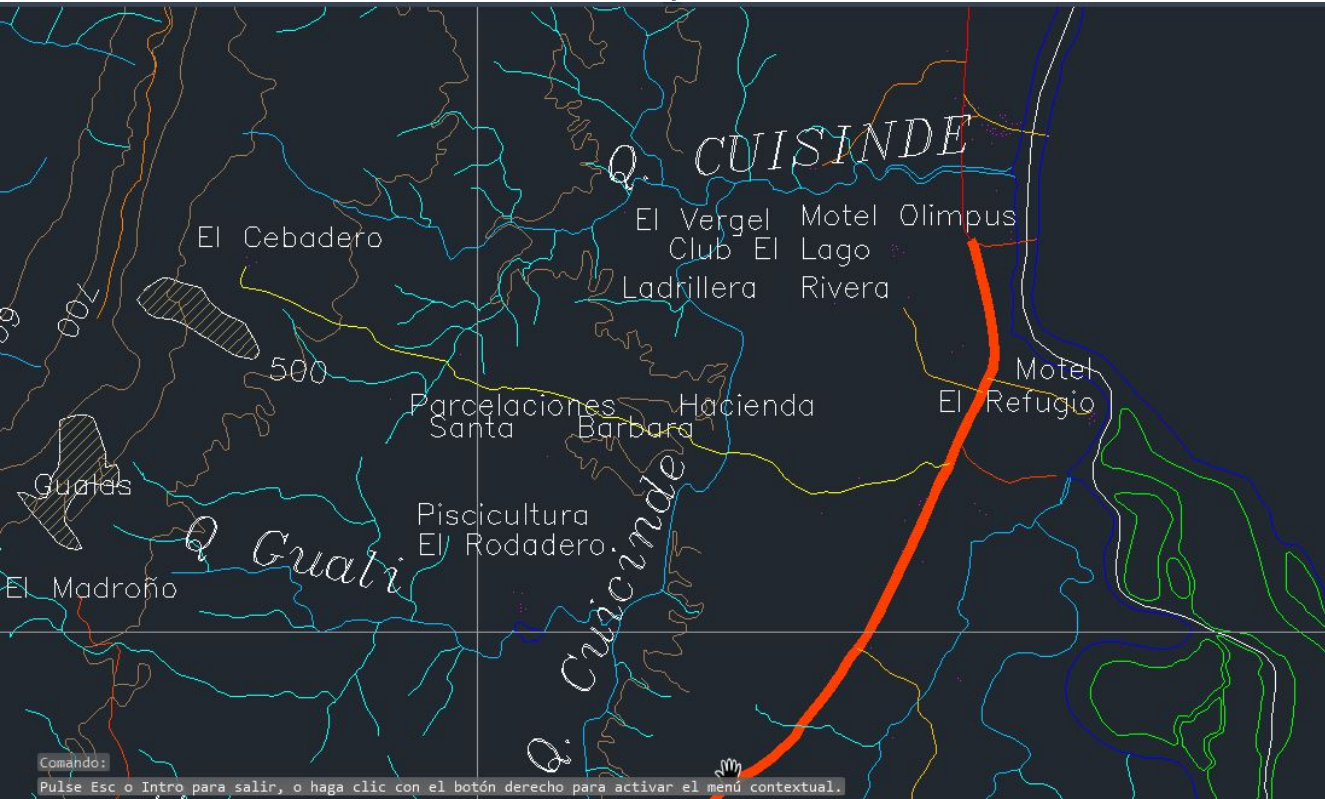 Q. CUISINDE
El Vergel Motel Olimpus
El Cebadero
Club El Lago
Ladrillera Rivera
700
500
Motel
El Refugio
Parcelaciones Hacienda
Santa Barbara
Gualas
Piscicultura
El Rodadero
Q Guali
El Madroño
Q. Cuicinde
Comando:
Pulse Esc o Intro para salir, o haga clic con el botón derecho para activar el menú contextual.